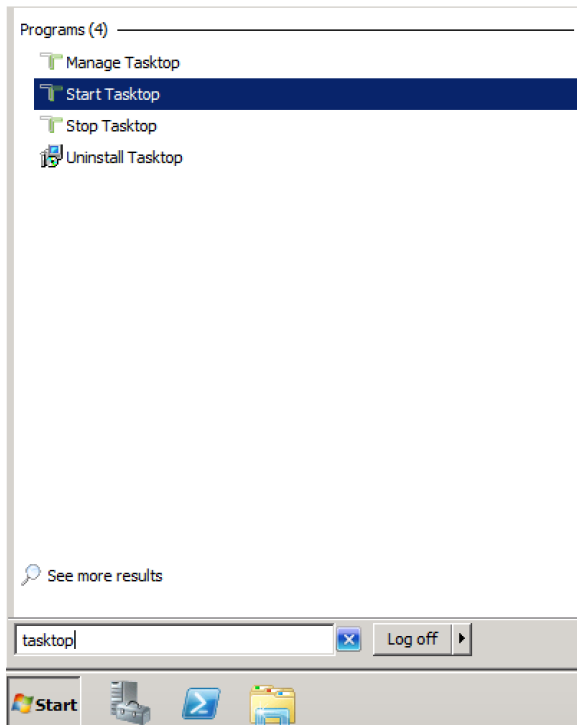 Programs (4)
Manage Tasktop
Start Tasktop
Stop Tasktop
Uninstall Tasktop
See more results
tasktop
Log off
Start